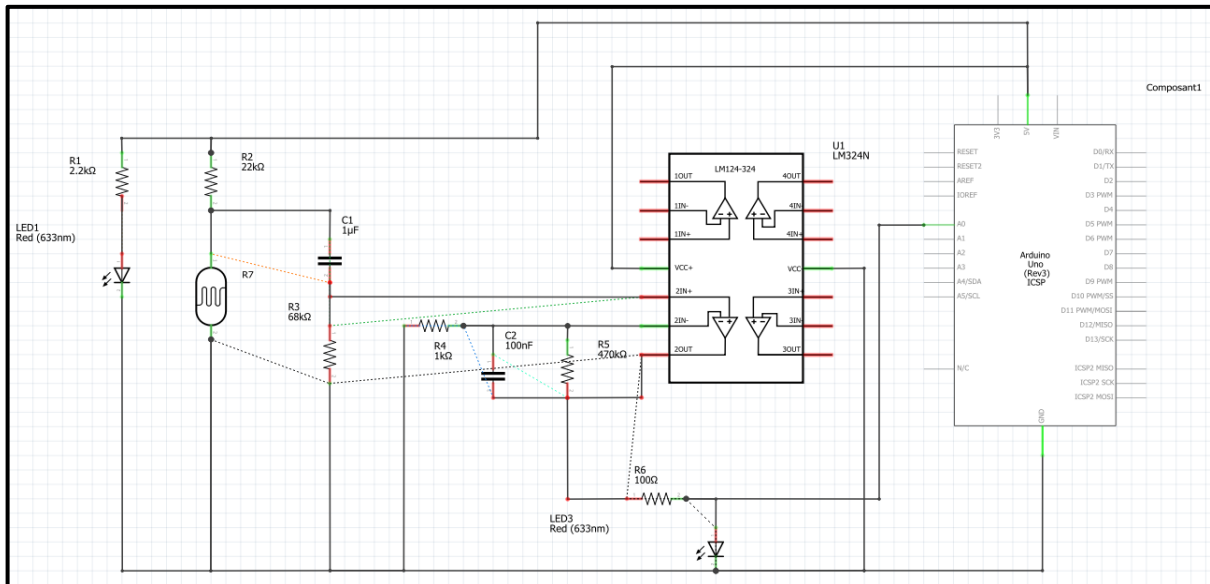 Composant1
R1
2.2kΩ
R2
22kΩ
LED1
Red (633nm)
C1
1µF
R7
R3
68kΩ
R4
1kΩ
C2
100nF
R5
470kΩ
R6
100Ω
LED3
Red (633nm)
U1
LM324N
LM124-324
1OUT
1IN-
1IN+
VCC+
2IN+
2IN-
2OUT
4OUT
4IN-
4IN+
VCC-
3IN+
3IN-
3OUT
3V3
5V
VIN
RESET
RESET2
AREF
IOREF
A0
A1
A2
A3
A4/SDA
A5/SCL
N/C
Arduino
Uno
(Rev3)
ICSP
D0/RX
D1/TX
D2
D3 PWM
D4
D5 PWM
D6 PWM
D7
D8
D9 PWM
D10 PWM/SS
D11 PWM/MOSI
D12/MISO
D13/SCK
ICSP2 MISO
ICSP2 SCK
ICSP2 MOSI
GND